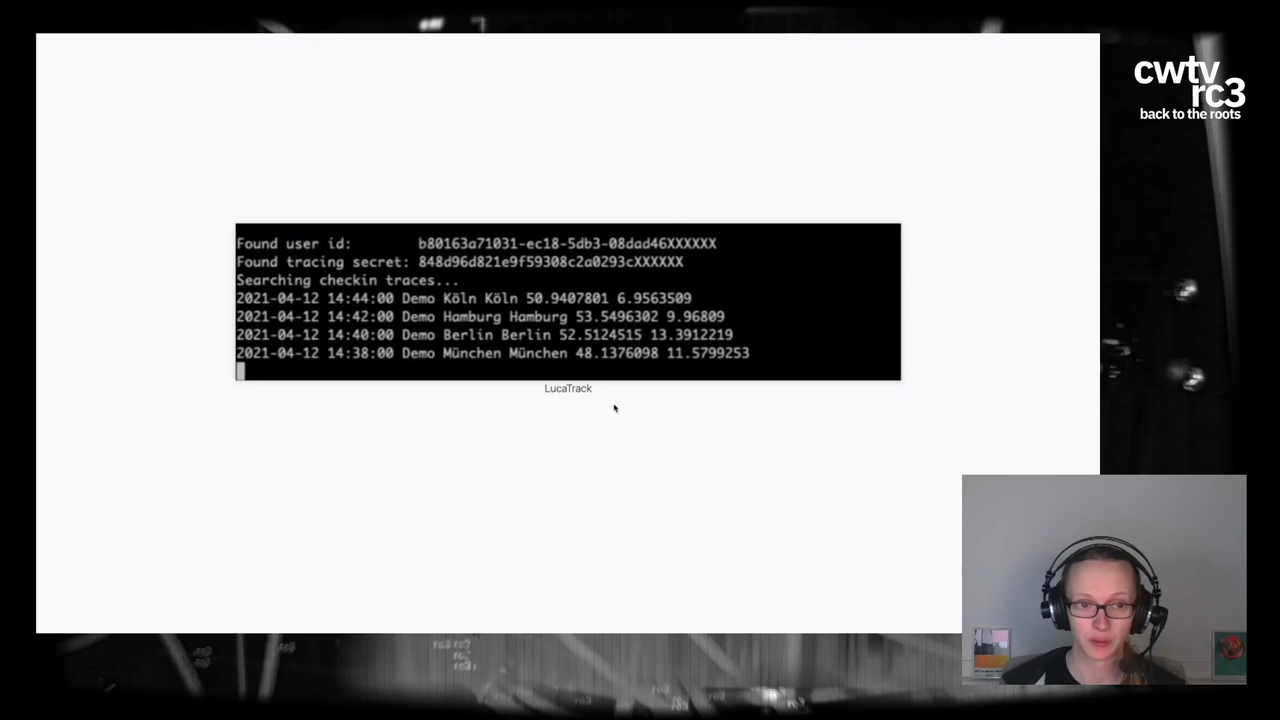 cwtv
rc3
back to the roots
Found user id: b80163a71031-ec18-5db3-08dad46XXXXXX
Found tracing secret: 848d96d821e9f59308c2a0293cXXXXXX
Searching checkin traces...
2021-04-12 14:44:00 Demo Köln Köln 50.9407801 6.9563509
2021-04-12 14:42:00 Demo Hamburg Hamburg 53.5496302 9.96809
2021-04-12 14:40:00 Demo Berlin Berlin 52.5124515 13.3912219
2021-04-12 14:38:00 Demo München München 48.1376098 11.5799253
LucaTrack
rc3 rc3